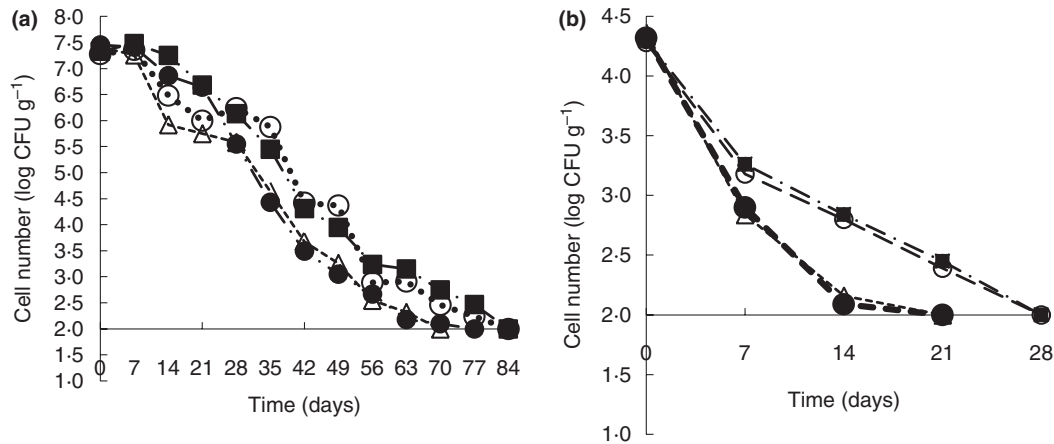 (a)
Cell number (log CFU g⁻¹)
8·0
7·5
7·0
6·5
6·0
5·5
5·0
4·5
4·0
3·5
3·0
2·5
2·0
1·5
1·0
0 7 14 21 28 35 42 49 56 63 70 77 84
Time (days)
(b)
Cell number (log CFU g⁻¹)
4·5
4·0
3·5
3·0
2·5
2·0
1·5
1·0
0 7 14 21 28
Time (days)